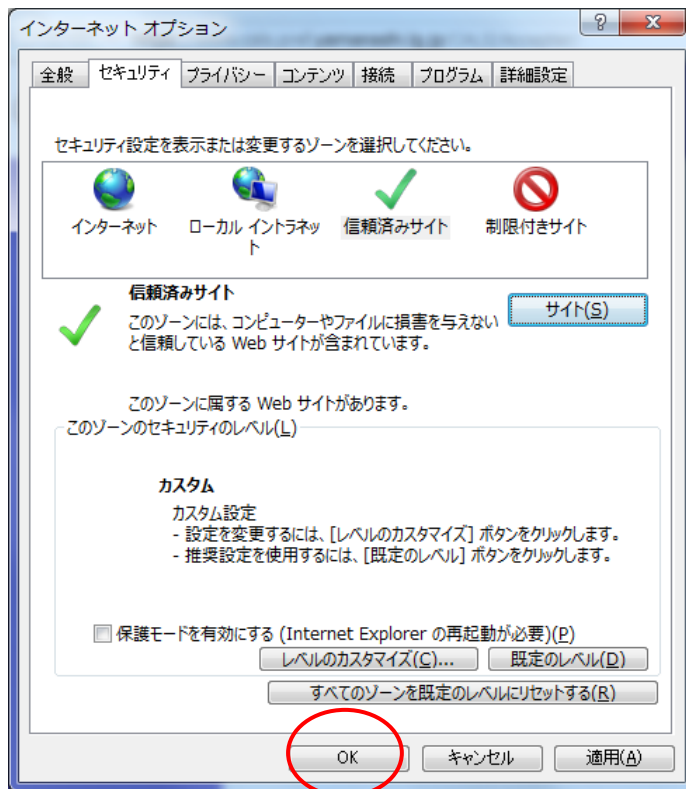 インターネット オプション
全般 セキュリティ プライバシー コンテンツ 接続 プログラム 詳細設定
セキュリティ設定を表示または変更するゾーンを選択してください。
インターネット ローカル イントラネッ 信頼済みサイト 制限付きサイト
ト
信頼済みサイト
サイト(S)
このゾーンには、コンピューターやファイルに損害を与えない
と信頼している Web サイトが含まれています。
このゾーンに属する Web サイトがあります。
このゾーンのセキュリティのレベル(L)
カスタム
カスタム設定
- 設定を変更するには、[レベルのカスタマイズ] ボタンをクリックします。
- 推奨設定を使用するには、[既定のレベル] ボタンをクリックします。
保護モードを有効にする (Internet Explorer の再起動が必要)(P)
レベルのカスタマイズ(C)... 既定のレベル(D)
すべてのゾーンを既定のレベルにリセットする(R)
OK キャンセル 適用(A)